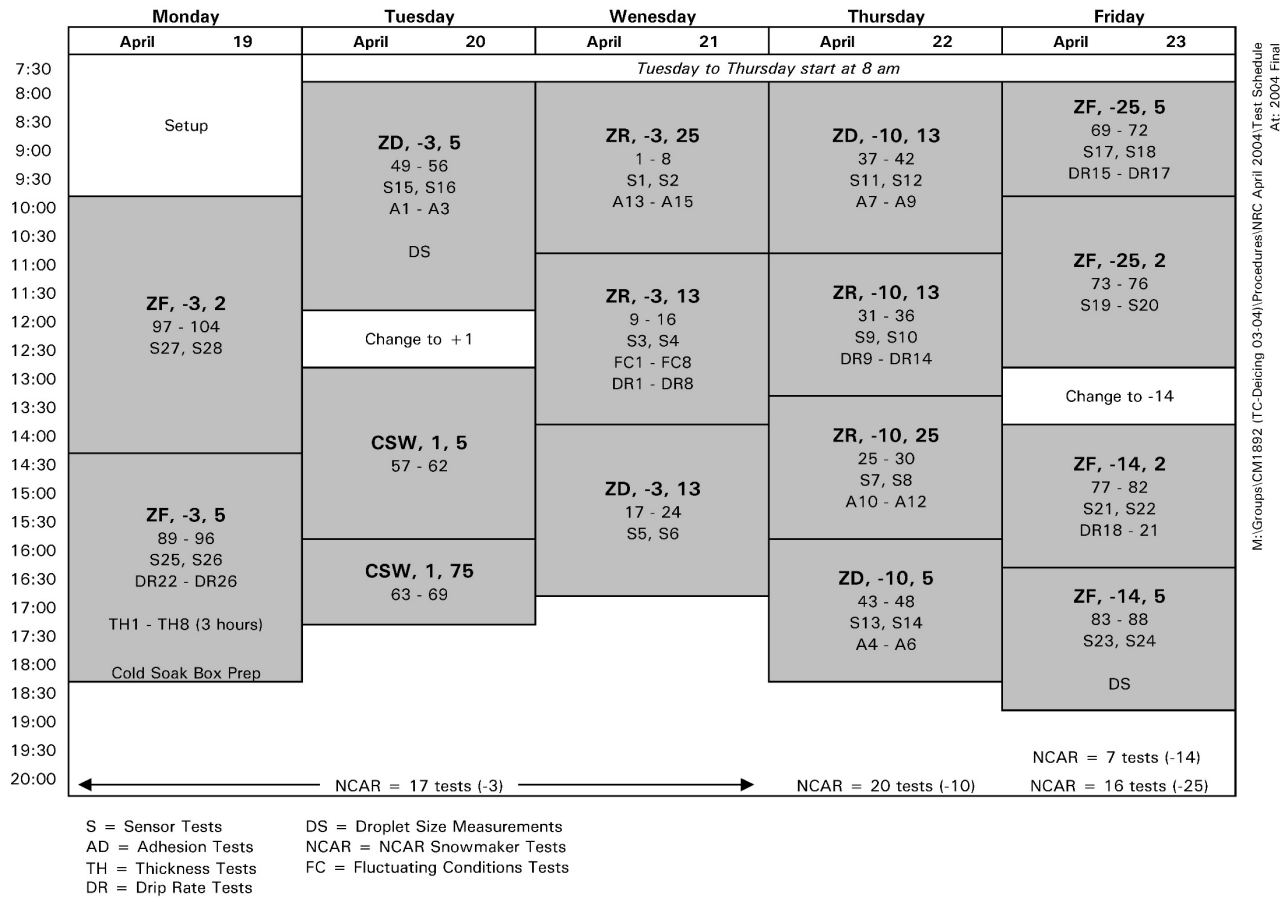 Monday Tuesday Wenesday Thursday Friday
April 19 April 20 April 21 April 22 April 23
Tuesday to Thursday start at 8 am
7:30
8:00
8:30
9:00
9:30
10:00
10:30
11:00
11:30
12:00
12:30
13:00
13:30
14:00
14:30
15:00
15:30
16:00
16:30
17:00
17:30
18:00
18:30
19:00
19:30
20:00
Setup
ZF, -3, 2
97 - 104
S27, S28
ZF, -3, 5
89 - 96
S25, S26
DR22 - DR26
TH1 - TH8 (3 hours)
Cold Soak Box Prep
ZD, -3, 5
49 - 56
S15, S16
A1 - A3
DS
Change to +1
CSW, 1, 5
57 - 62
CSW, 1, 75
63 - 69
ZR, -3, 25
1 - 8
S1, S2
A13 - A15
ZR, -3, 13
9 - 16
S3, S4
FC1 - FC8
DR1 - DR8
ZD, -3, 13
17 - 24
S5, S6
ZD, -10, 13
37 - 42
S11, S12
A7 - A9
ZR, -10, 13
31 - 36
S9, S10
DR9 - DR14
ZR, -10, 25
25 - 30
S7, S8
A10 - A12
ZD, -10, 5
43 - 48
S13, S14
A4 - A6
ZF, -25, 5
69 - 72
S17, S18
DR15 - DR17
ZF, -25, 2
73 - 76
S19 - S20
Change to -14
ZF, -14, 2
77 - 82
S21, S22
DR18 - 21
ZF, -14, 5
83 - 88
S23, S24
DS
NCAR = 7 tests (-14)
NCAR = 17 tests (-3) NCAR = 20 tests (-10) NCAR = 16 tests (-25)
S = Sensor Tests
AD = Adhesion Tests
TH = Thickness Tests
DR = Drip Rate Tests
DS = Droplet Size Measurements
NCAR = NCAR Snowmaker Tests
FC = Fluctuating Conditions Tests
M:\Groups\CM1892 (TC-Deicing 03-04)\Procedures\NRC April 2004\Test Schedule
At: 2004 Final